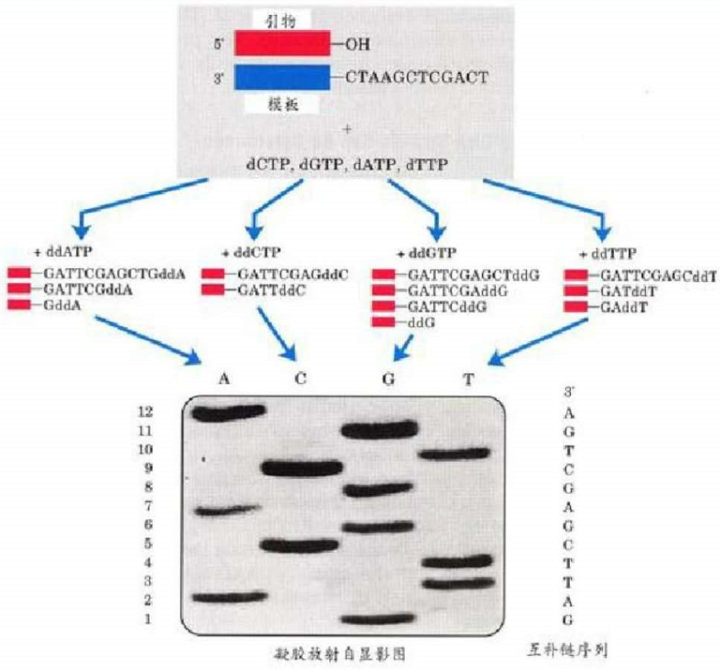 引物
5' -OH
3' -CTAAGCTCGACT
模板
+
dCTP, dGTP, dATP, dTTP
+ ddATP
-GATTCGAGCTGddA
-GATTCGddA
-GddA
+ ddCTP
-GATTCGAGddC
-GATTddC
+ ddGTP
-GATTCGAGCTddG
-GATTCGAddG
-GATTCddG
-ddG
+ ddTTP
-GATTCGAGCddT
-GATddT
-GAddT
A C G T
3'
12 A
11 G
10 T
9 C
8 G
7 A
6 G
5 C
4 T
3 T
2 A
1 G
凝胶放射自显影图
互补链序列